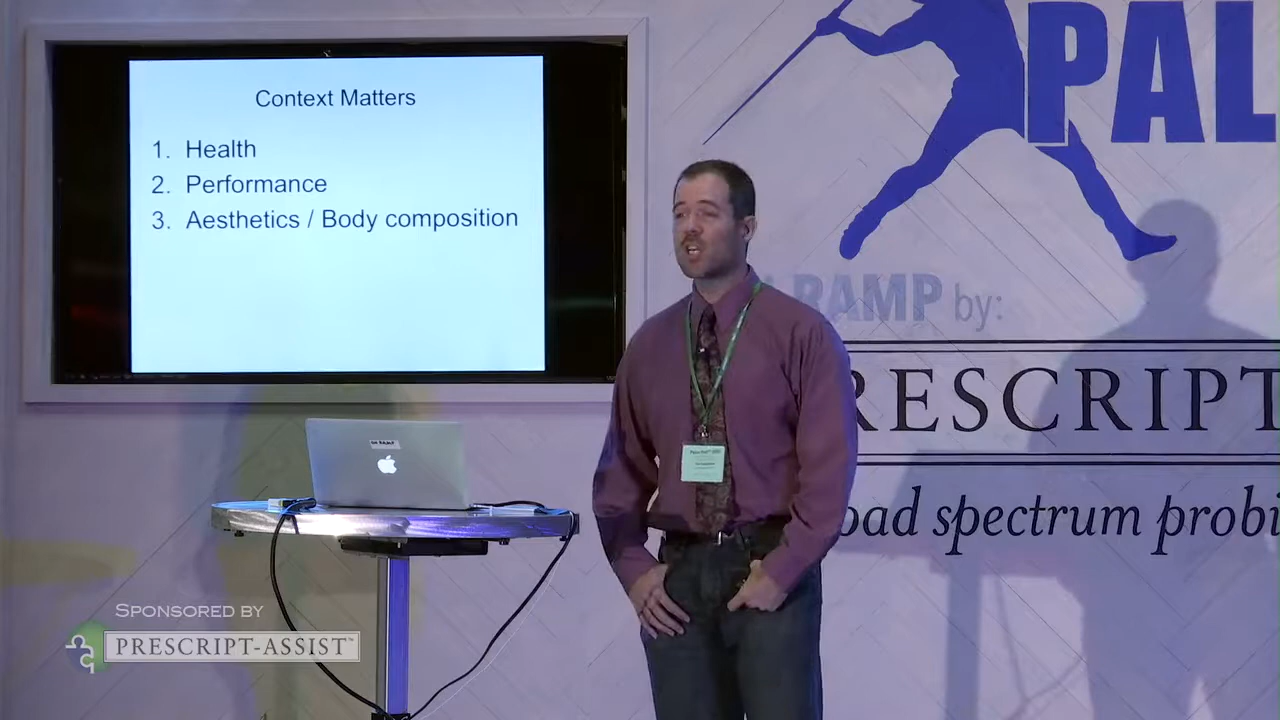 Context Matters
1. Health
2. Performance
3. Aesthetics / Body composition
PAL
RAMP by:
RESCRIPT
oad spectrum probi
SPONSORED BY
PRESCRIPT-ASSIST™